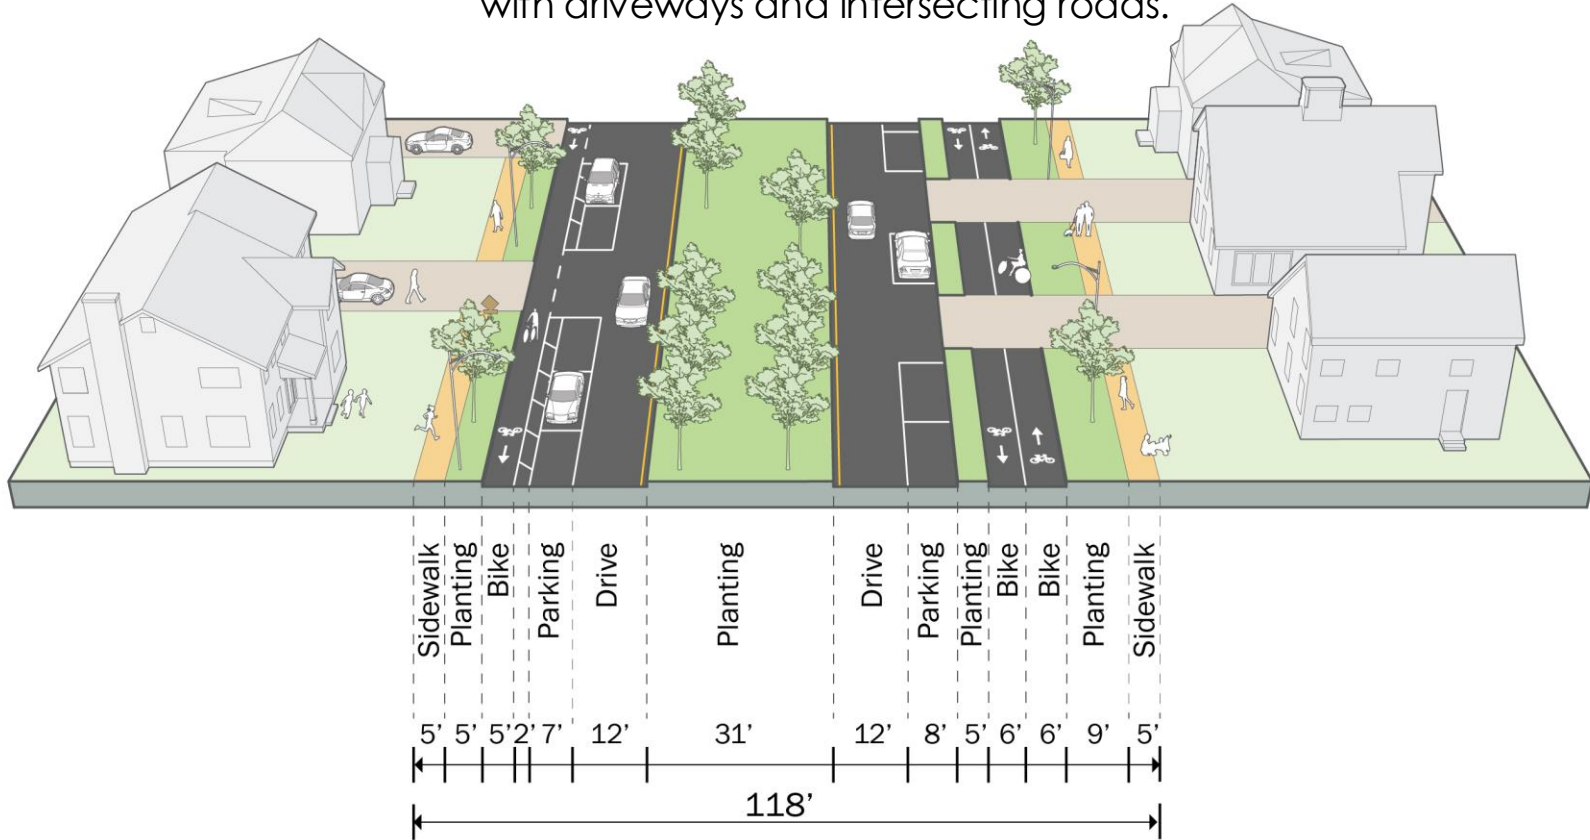 with driveways and intersecting roads.
Sidewalk
Planting
Bike
Parking
Drive
Planting
Drive
Parking
Planting
Bike
Bike
Planting
Sidewalk
5’ 5’ 5’ 2’ 7’ 12’ 31’ 12’ 8’ 5’ 6’ 6’ 9’ 5’
118’